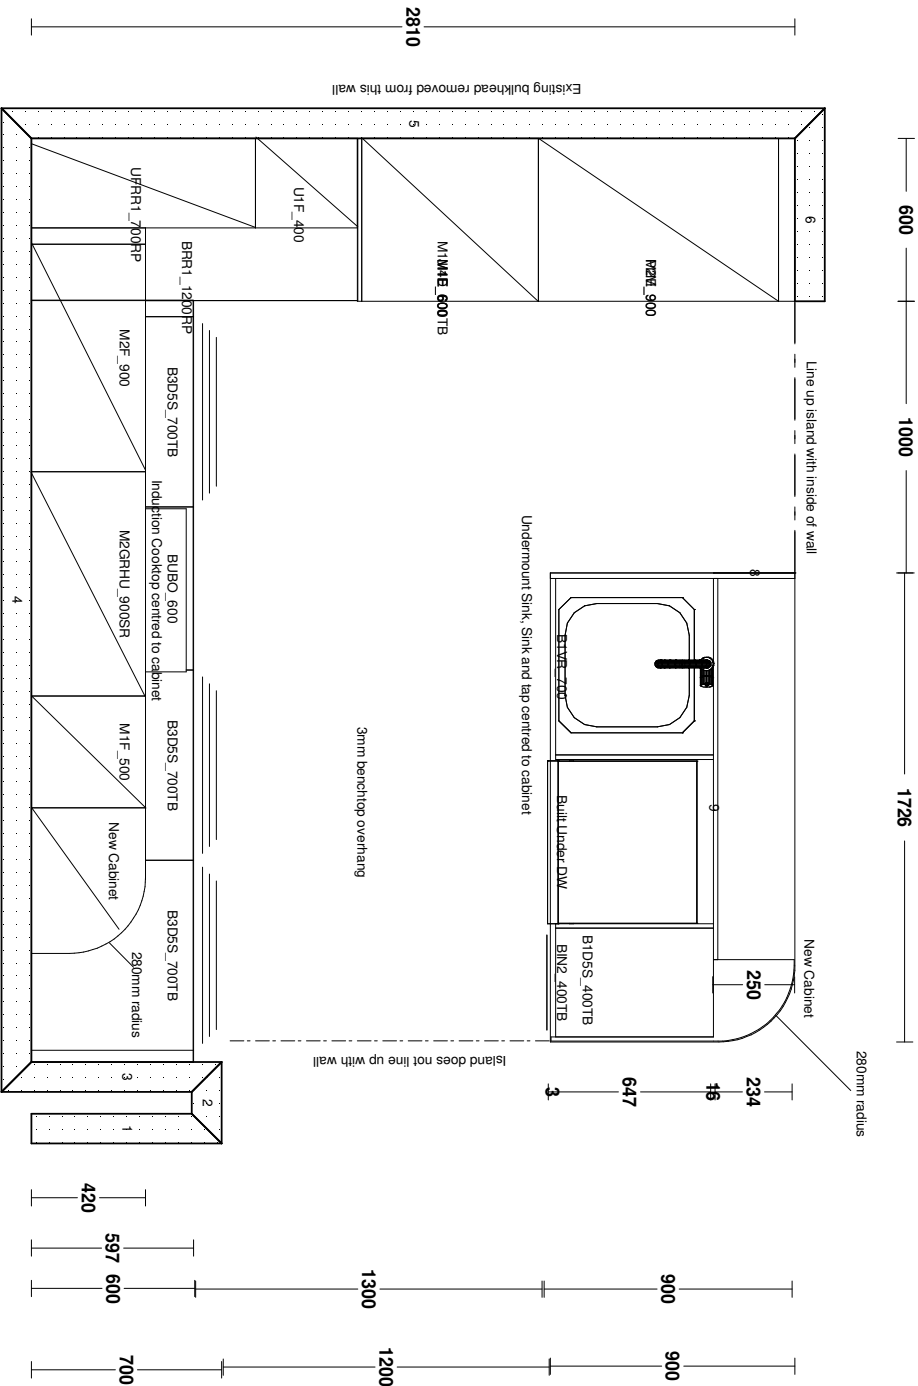 2810
Existing bulkhead removed from this wall
5
600
6
UFRR1_700RP
U1F_400
BRR1_1200RP
900
1000
Line up island with inside of wall
M2F_900
B3D5S_700TB
Induction Cooktop centred to cabinet
BUBO_600
M2GRHU_900SR
4
Undermount Sink, Sink and tap centred to cabinet
8
B1VR_700
1726
M1F_500
B3D5S_700TB
3mm benchtop overhang
Built Under DW
9
New Cabinet
B3D5S_700TB
280mm radius
B1D5S_400TB
BIN2_400TB
250
New Cabinet
280mm radius
Island does not line up with wall
3
2
1
3
647
16
234
420
597
600
1300
900
700
1200
900